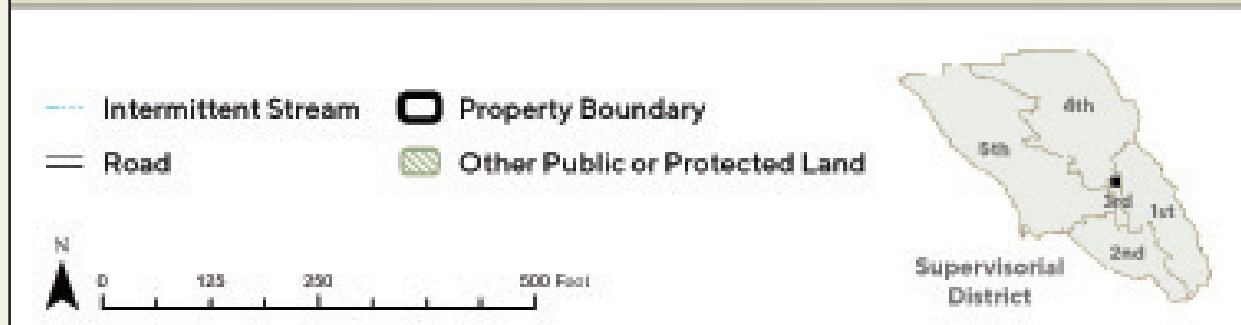 Intermittent Stream
Property Boundary
Road
Other Public or Protected Land
N
0 125 250 500 Feet
4th
5th
3rd
1st
2nd
Supervisorial
District